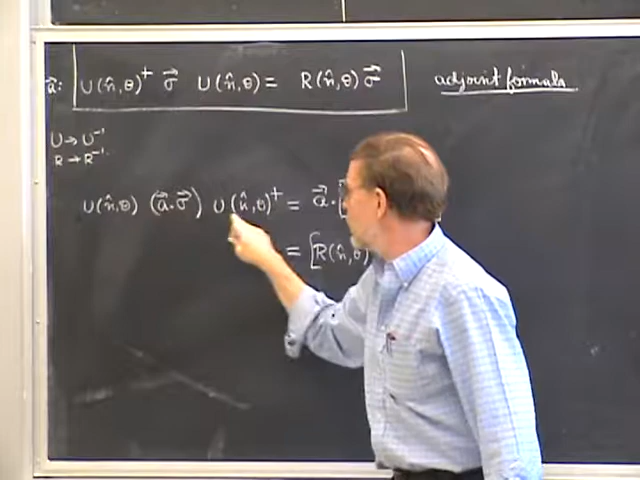 a⃗: U(n̂,θ)† σ⃗ U(n̂,θ) = R(n̂,θ) σ⃗ adjoint formula
U → U⁻¹
R → R⁻¹
U(n̂,θ) (a⃗·σ⃗) U(n̂,θ)† = a⃗·[
= [R(n̂,θ)